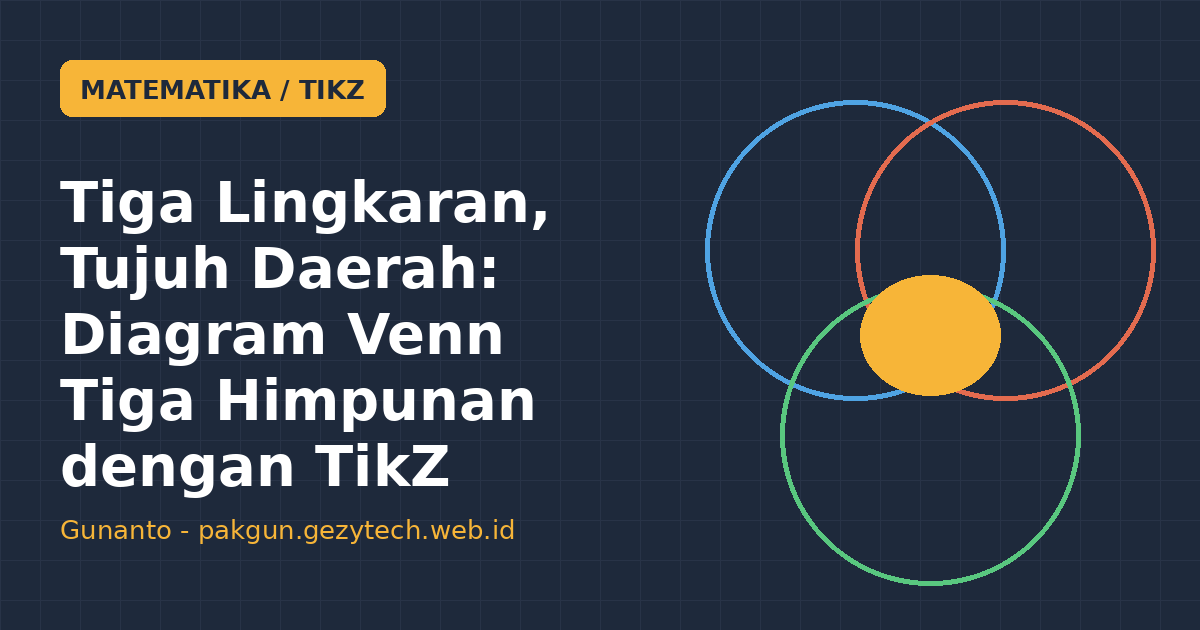 MATEMATIKA / TIKZ
Tiga Lingkaran,
Tujuh Daerah:
Diagram Venn
Tiga Himpunan
dengan TikZ
Gunanto - pakgun.gezytech.web.id